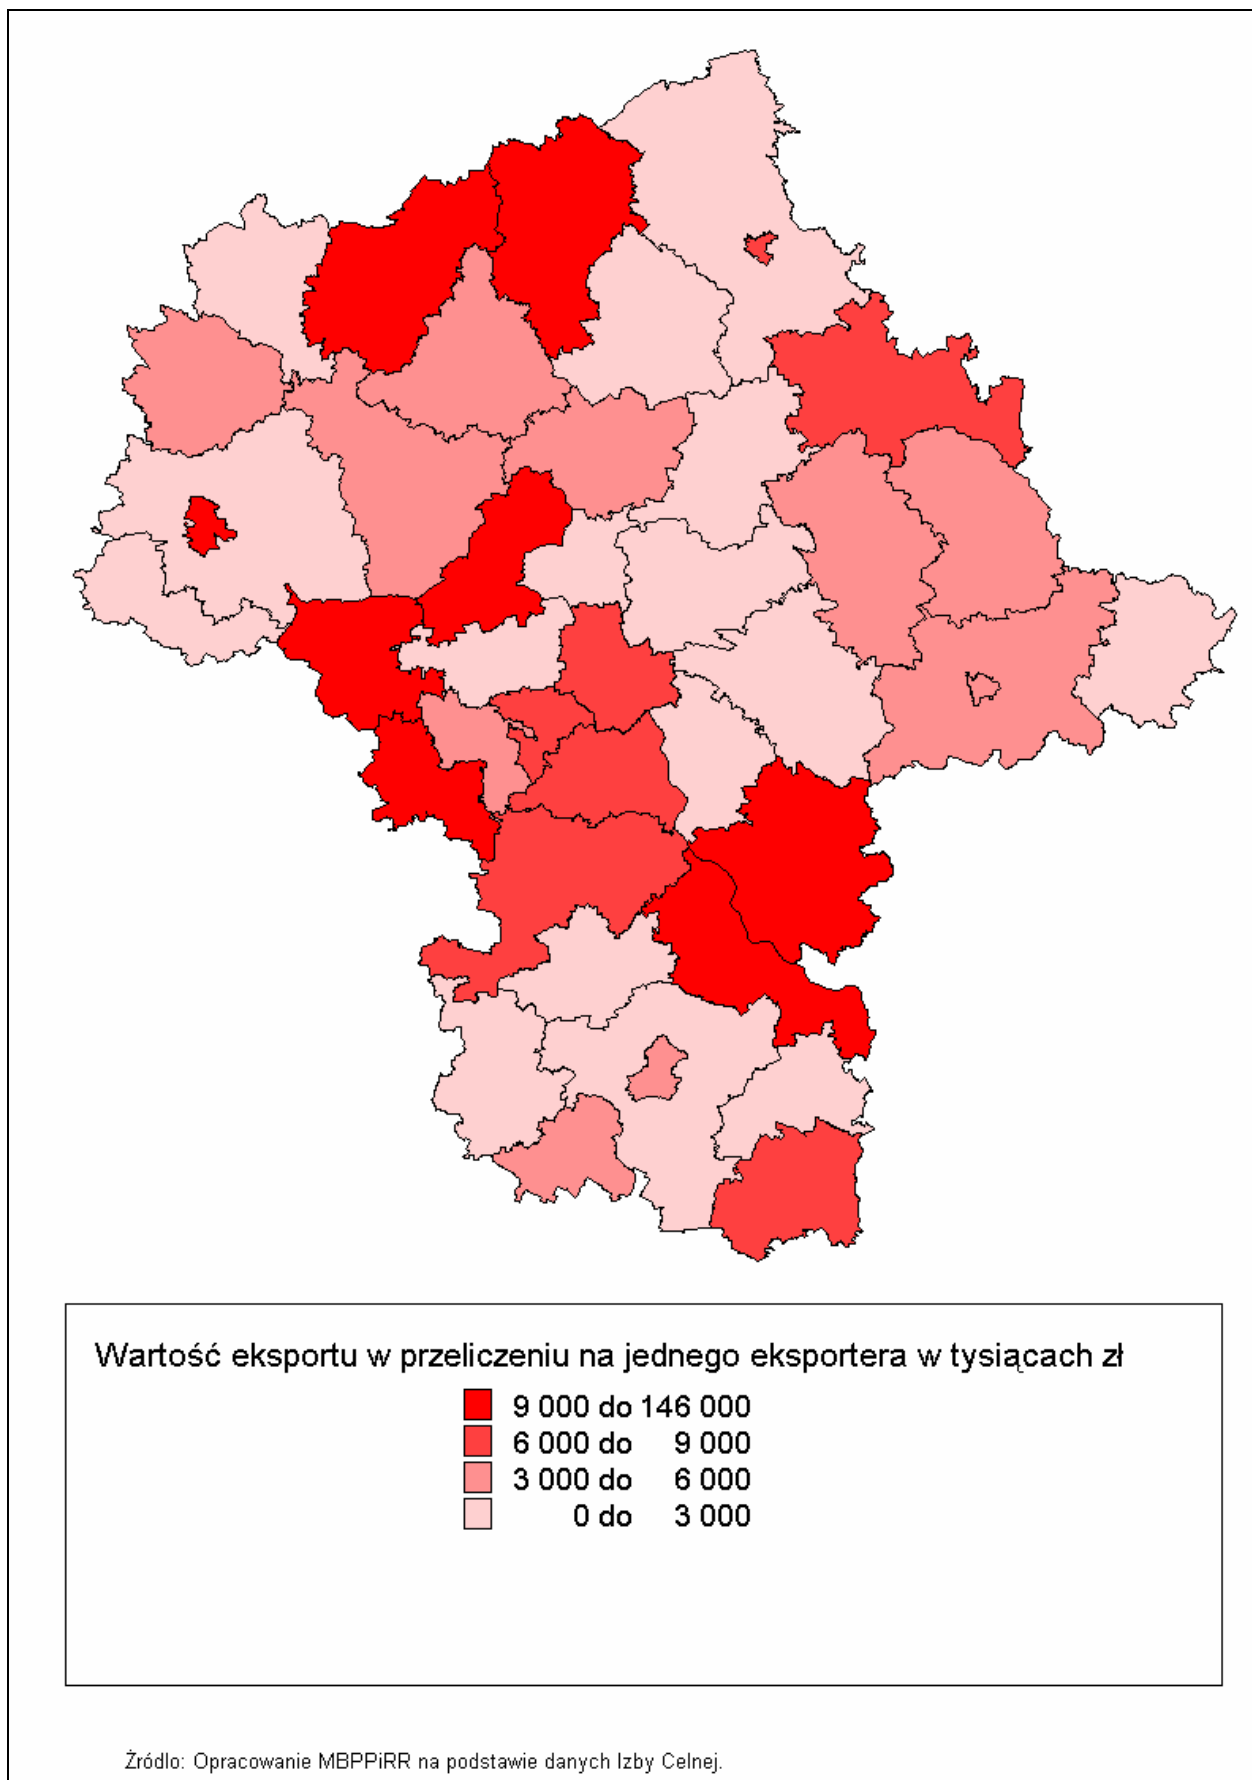 Wartość eksportu w przeliczeniu na jednego eksportera w tysiącach zł
9 000 do 146 000
6 000 do 9 000
3 000 do 6 000
0 do 3 000
Źródlo: Opracowanie MBPPiRR na podstawie danych Izby Celnej.